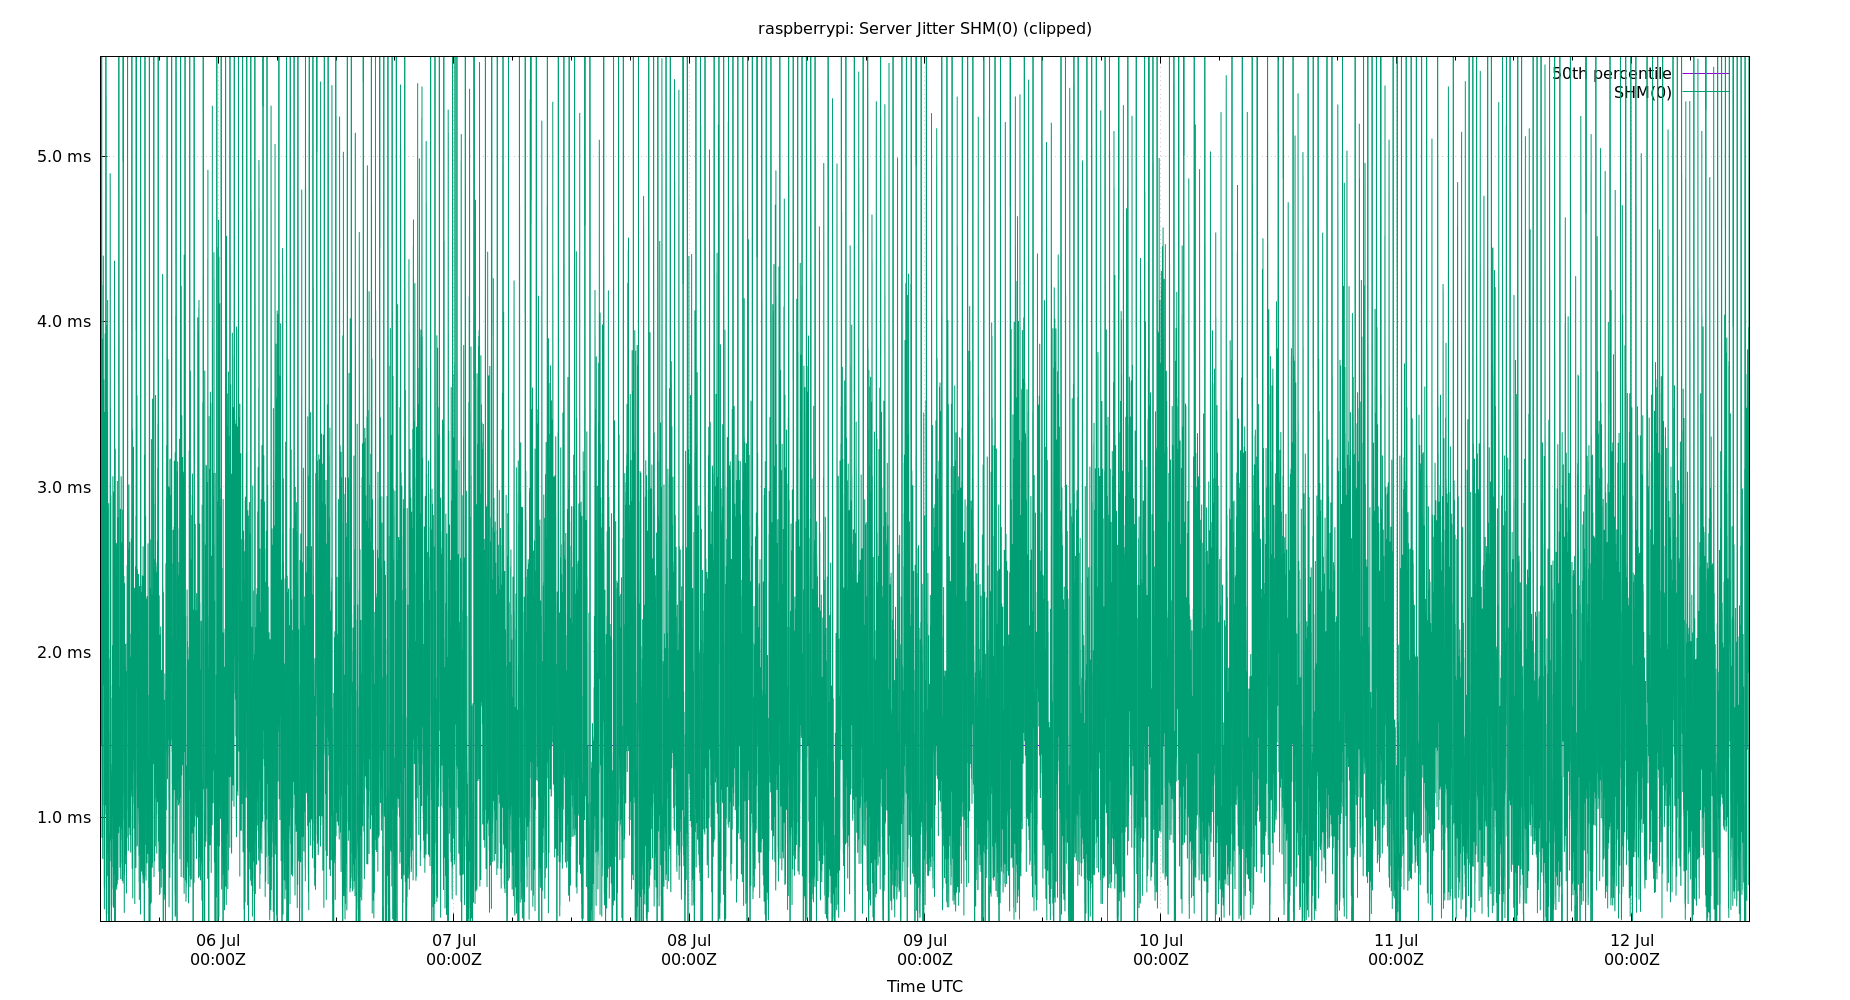 raspberrypi: Server Jitter SHM(0) (clipped)
50th percentile
SHM(0)
5.0 ms
4.0 ms
3.0 ms
2.0 ms
1.0 ms
06 Jul 07 Jul 08 Jul 09 Jul 10 Jul 11 Jul 12 Jul
00:00Z 00:00Z 00:00Z 00:00Z 00:00Z 00:00Z 00:00Z
Time UTC